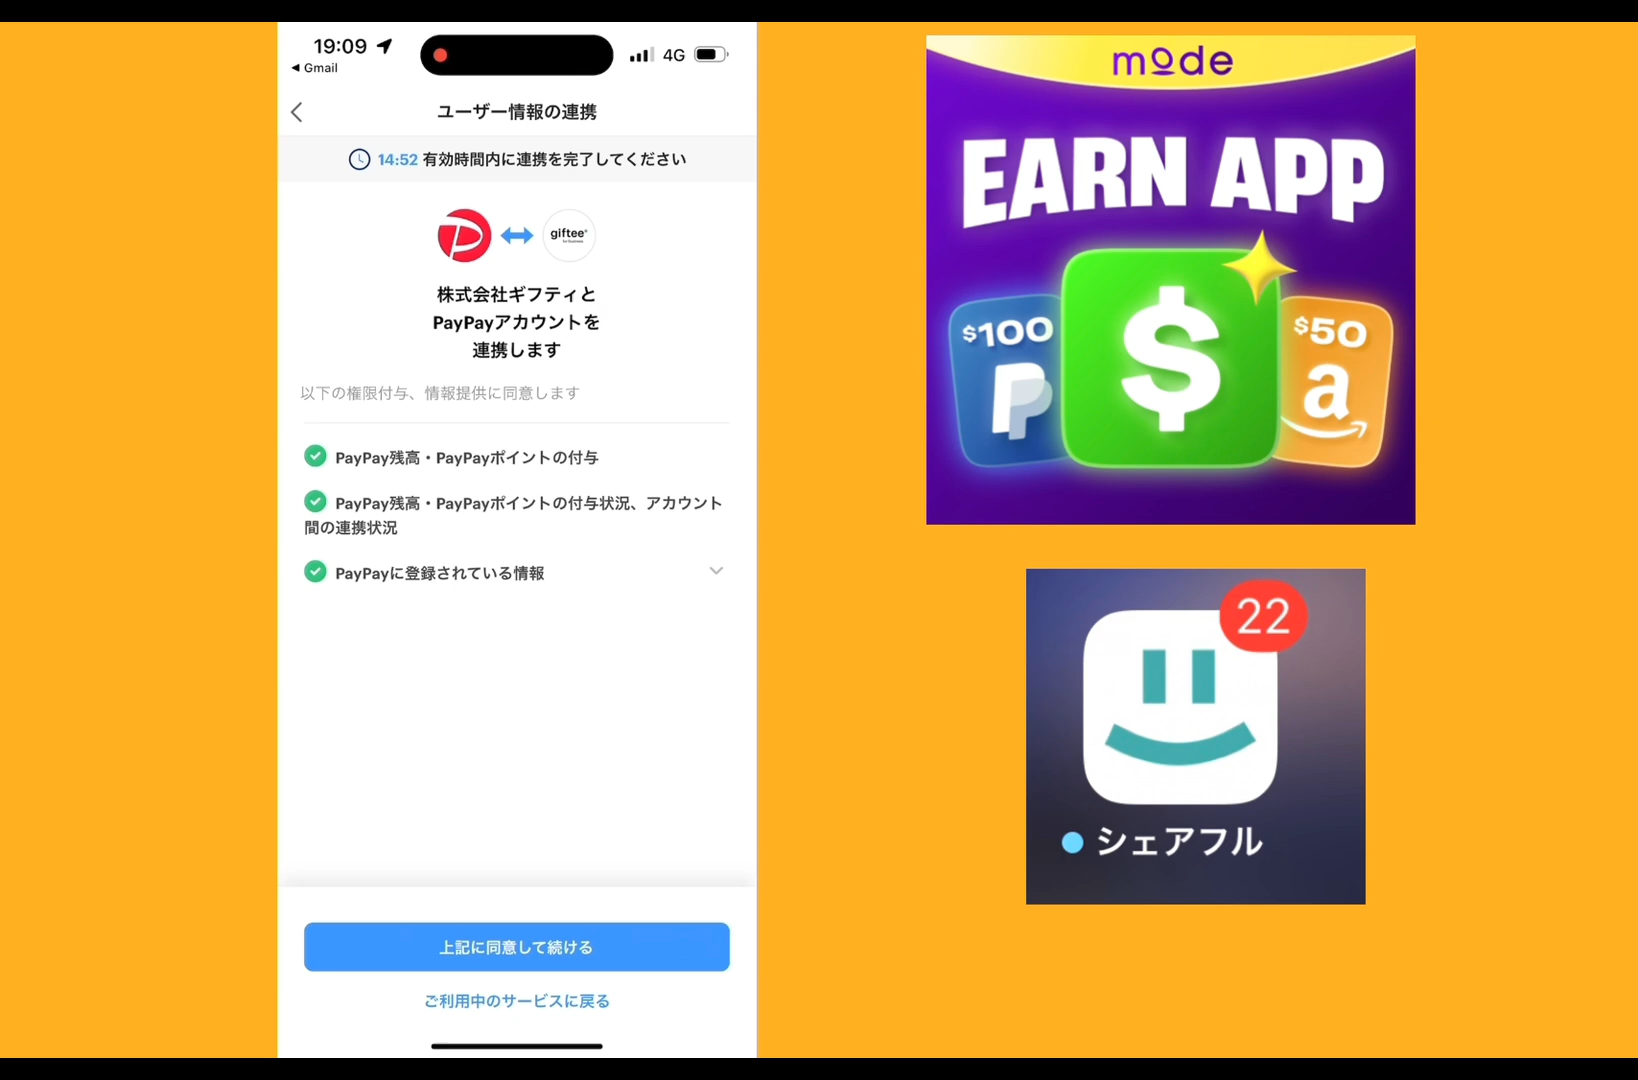 19:09
4G
◀ Gmail
ユーザー情報の連携
14:52 有効時間内に連携を完了してください
giftee®
for Business
株式会社ギフティと
PayPayアカウントを
連携します
以下の権限付与、情報提供に同意します
PayPay残高・PayPayポイントの付与
PayPay残高・PayPayポイントの付与状況、アカウント
間の連携状況
PayPayに登録されている情報
上記に同意して続ける
ご利用中のサービスに戻る
mode
EARN APP
$100
$
$50
a
22
シェアフル